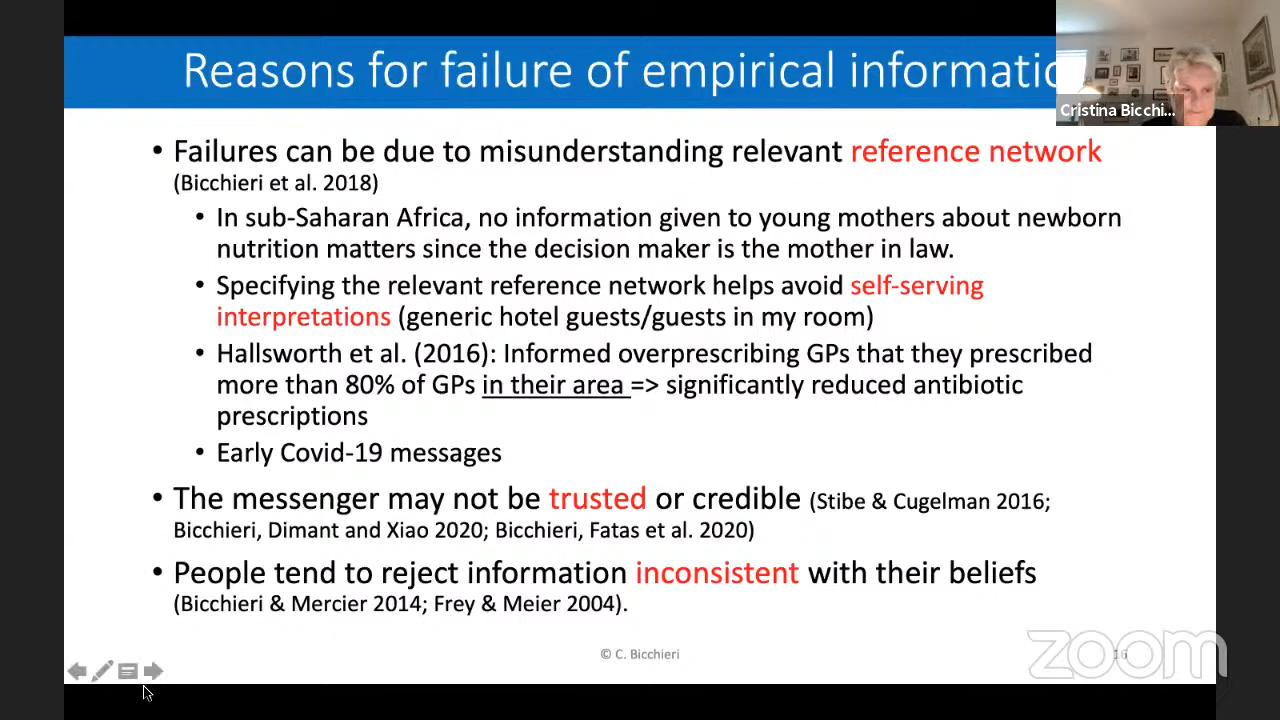 Reasons for failure of empirical informatio
Cristina Bicchi...
• Failures can be due to misunderstanding relevant reference network
(Bicchieri et al. 2018)
• In sub-Saharan Africa, no information given to young mothers about newborn
nutrition matters since the decision maker is the mother in law.
• Specifying the relevant reference network helps avoid self-serving
interpretations (generic hotel guests/guests in my room)
• Hallsworth et al. (2016): Informed overprescribing GPs that they prescribed
more than 80% of GPs in their area => significantly reduced antibiotic
prescriptions
• Early Covid-19 messages
• The messenger may not be trusted or credible (Stibe & Cugelman 2016;
Bicchieri, Dimant and Xiao 2020; Bicchieri, Fatas et al. 2020)
• People tend to reject information inconsistent with their beliefs
(Bicchieri & Mercier 2014; Frey & Meier 2004).
© C. Bicchieri
16
zoom